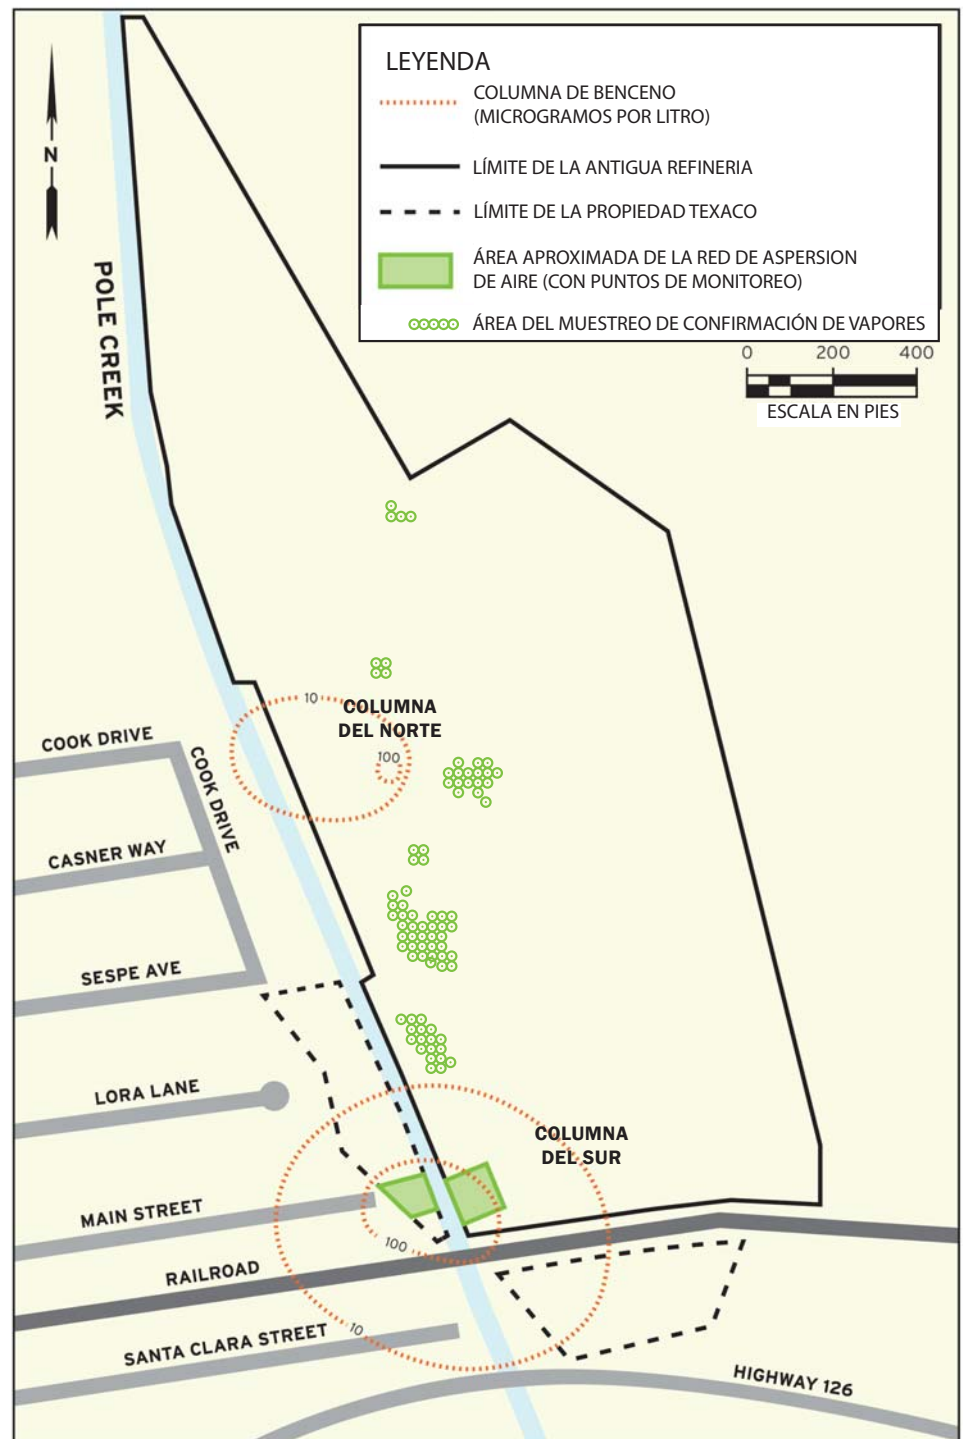 LEYENDA
COLUMNA DE BENCENO
(MICROGRAMOS POR LITRO)
LÍMITE DE LA ANTIGUA REFINERIA
LÍMITE DE LA PROPIEDAD TEXACO
ÁREA APROXIMADA DE LA RED DE ASPERSION
DE AIRE (CON PUNTOS DE MONITOREO)
ÁREA DEL MUESTREO DE CONFIRMACIÓN DE VAPORES
N
0 200 400
ESCALA EN PIES
POLE CREEK
10
COLUMNA
DEL NORTE
100
COOK DRIVE
COOK DRIVE
CASNER WAY
SESPE AVE
LORA LANE
COLUMNA
DEL SUR
MAIN STREET
100
RAILROAD
10
SANTA CLARA STREET
HIGHWAY 126